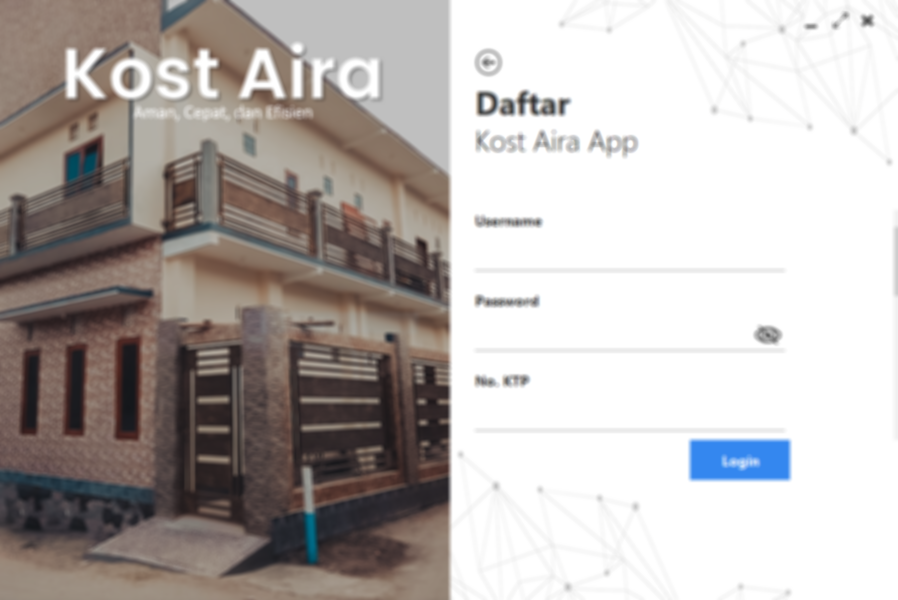 Kost Aira
Aman, Cepat, dan Efisien
Daftar
Kost Aira App
Username
Password
No. KTP
Login